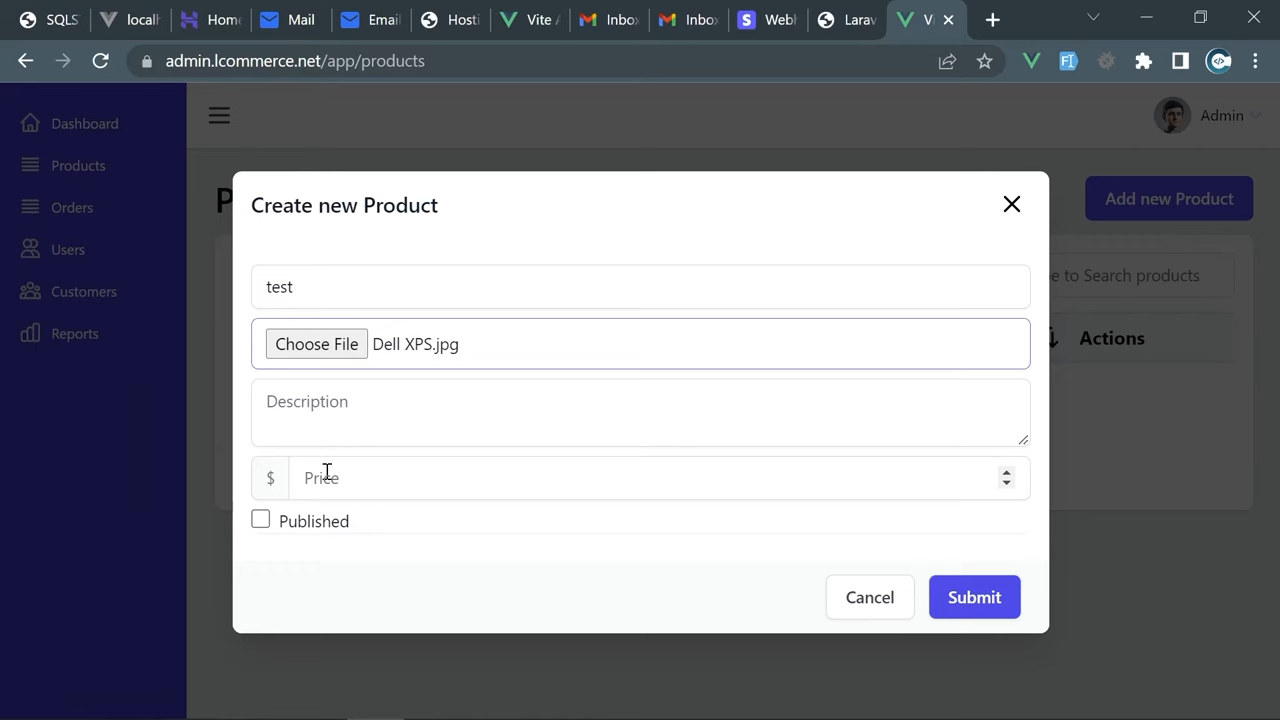 SQLS
localh
Home
Mail
Email
Hosti
Vite
Inbox
Inbox
S
Webh
Larav
Vi
admin.lcommerce.net/app/products
Dashboard
Admin
Products
Orders
Users
Customers
Reports
P
Add new Product
e to Search products
Actions
Create new Product
test
Choose File Dell XPS.jpg
Description
$ Price
Published
Cancel
Submit